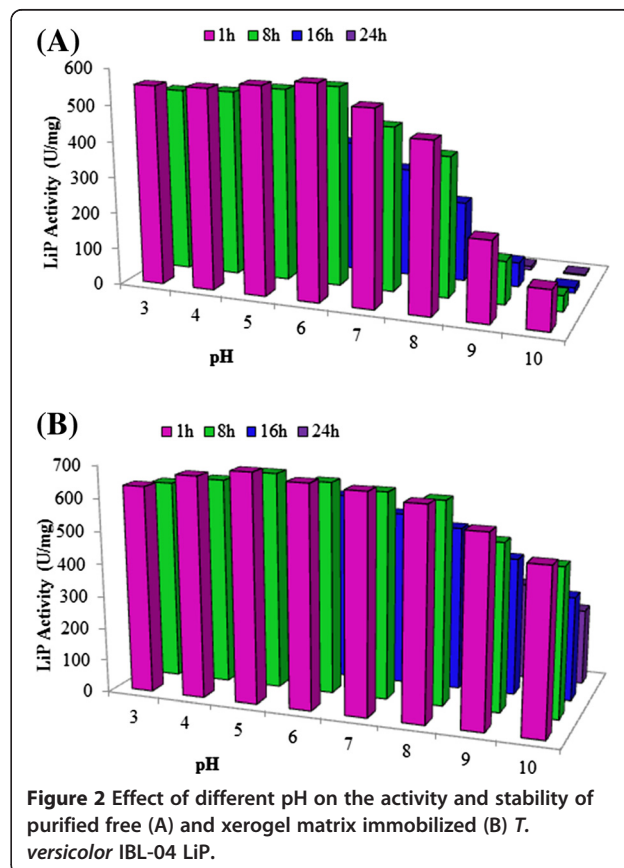 (A)
1h 8h 16h 24h
600
500
400
300
200
100
0
LiP Activity (U/mg)
3 4 5 6 7 8 9 10
pH
(B)
1h 8h 16h 24h
700
600
500
400
300
200
100
0
LiP Activity (U/mg)
3 4 5 6 7 8 9 10
pH
Figure 2 Effect of different pH on the activity and stability of
purified free (A) and xerogel matrix immobilized (B) T.
versicolor IBL-04 LiP.